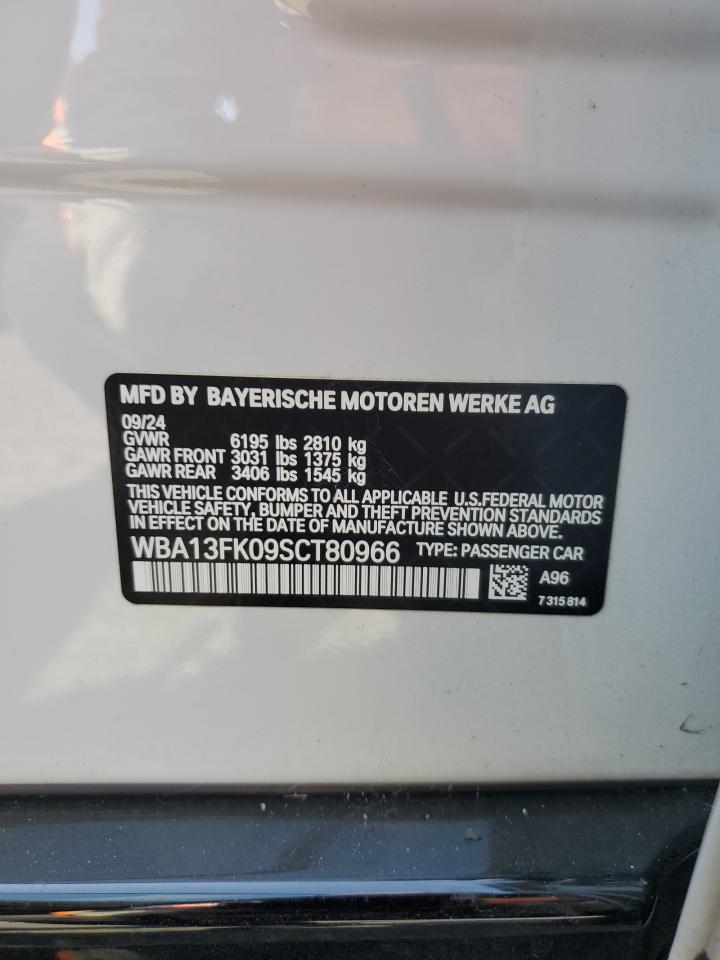 MFD BY BAYERISCHE MOTOREN WERKE AG
09/24
GVWR 6195 lbs 2810 kg
GAWR FRONT 3031 lbs 1375 kg
GAWR REAR 3406 lbs 1545 kg
THIS VEHICLE CONFORMS TO ALL APPLICABLE U.S.FEDERAL MOTOR
VEHICLE SAFETY, BUMPER AND THEFT PREVENTION STANDARDS
IN EFFECT ON THE DATE OF MANUFACTURE SHOWN ABOVE.
WBA13FK09SCT80966 TYPE: PASSENGER CAR
A96
7 315 814